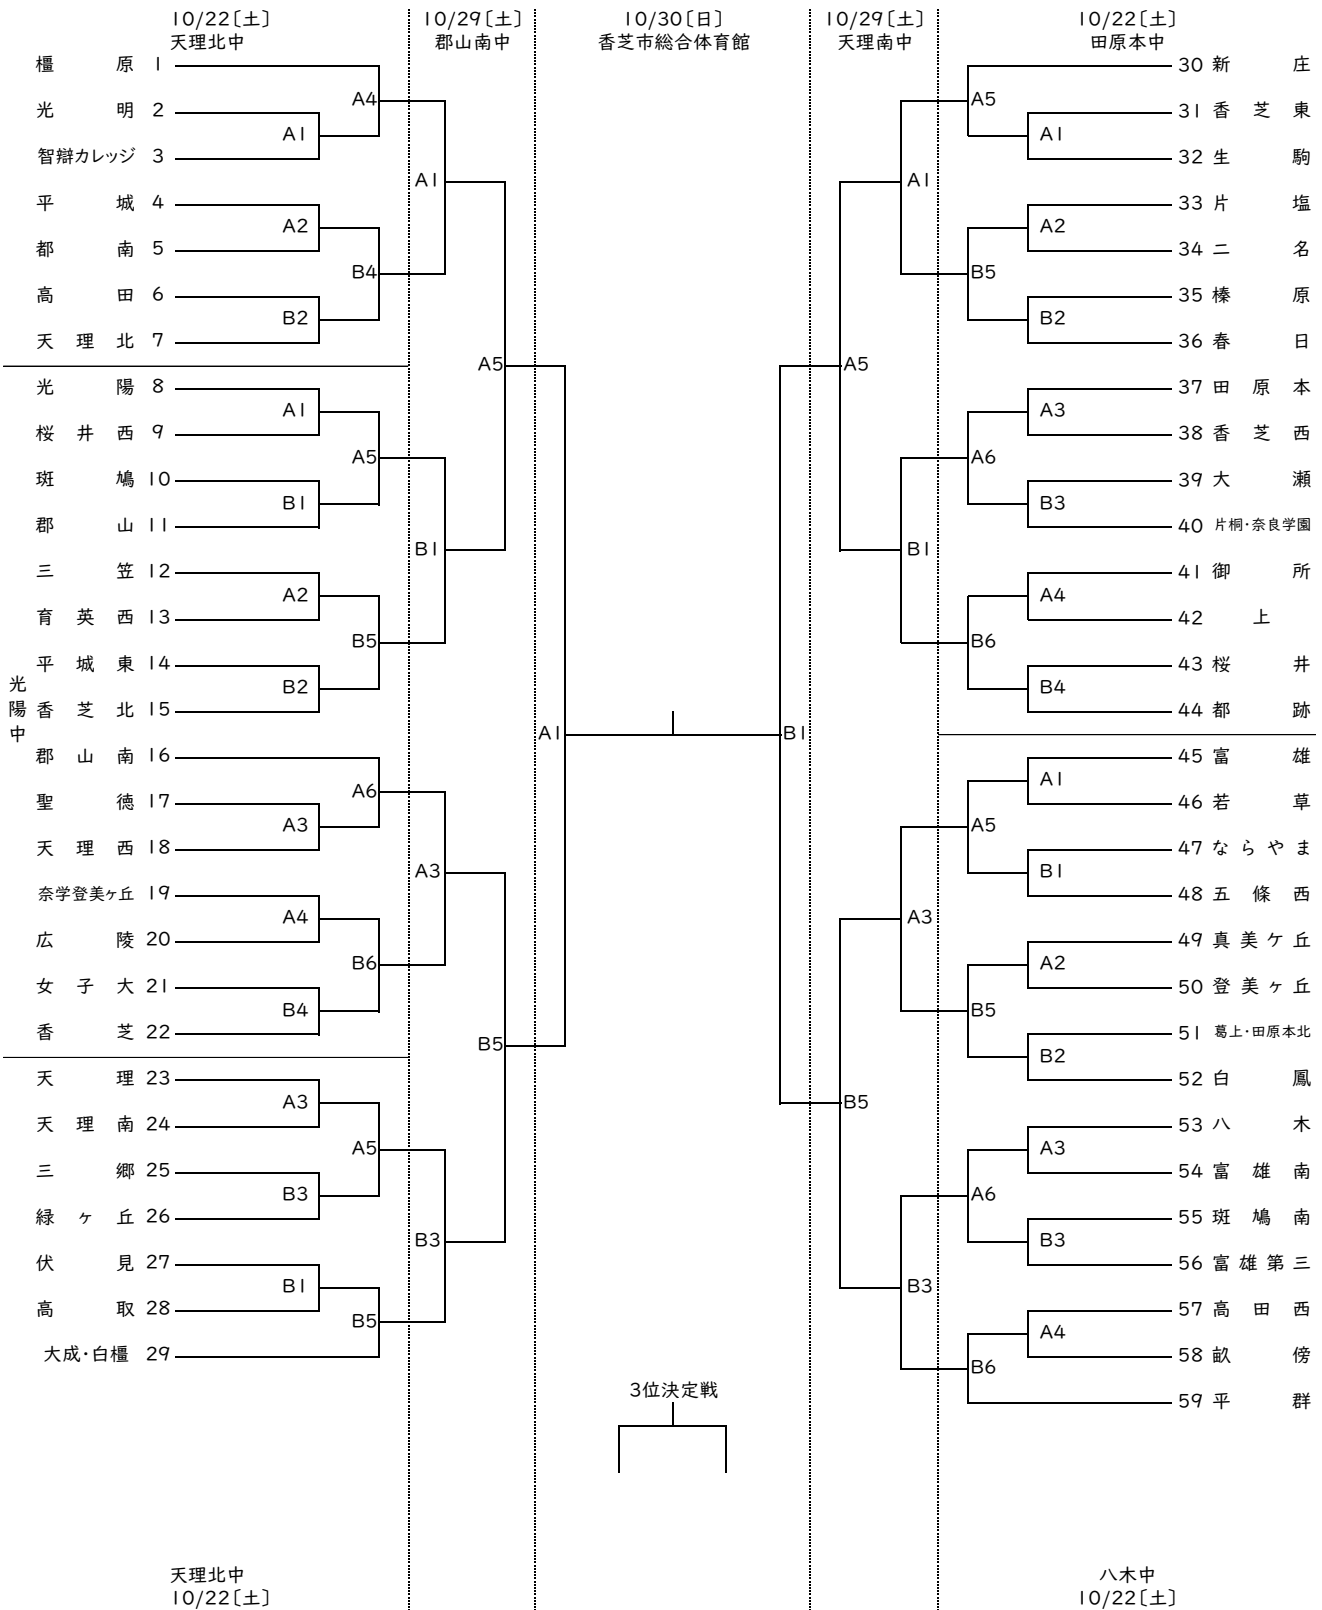 10/22〔土〕
天理北中
10/29〔土〕
郡山南中
10/30〔日〕
香芝市総合体育館
10/29〔土〕
天理南中
10/22〔土〕
田原本中
橿原 1
光明 2
智辯カレッジ 3
平城 4
都南 5
高田 6
天理北 7
光陽 8
桜井西 9
斑鳩 10
郡山 11
三笠 12
育英西 13
平城東 14
香芝北 15
郡山南 16
聖徳 17
天理西 18
奈学登美ヶ丘 19
広陵 20
女子大 21
香芝 22
天理 23
天理南 24
三郷 25
緑ヶ丘 26
伏見 27
高取 28
大成・白橿 29
光陽中
A1
A2
B2
A1
B1
A2
B2
A3
A4
B4
A3
B3
B1
A4
B4
A5
B5
A6
B6
A5
B5
A1
B1
A3
B3
A5
B5
A1
B1
A5
B5
A1
B1
A3
B3
A5
B5
A6
B6
A5
B5
A6
B6
A1
A2
B2
A3
B3
A4
B4
A1
B1
A2
B2
A3
B3
A4
30 新庄
31 香芝東
32 生駒
33 片塩
34 二名
35 榛原
36 春日
37 田原本
38 香芝西
39 大瀬
40 片桐・奈良学園
41 御所
42 上
43 桜井
44 都跡
45 富雄
46 若草
47 ならやま
48 五條西
49 真美ケ丘
50 登美ヶ丘
51 葛上・田原本北
52 白鳳
53 八木
54 富雄南
55 斑鳩南
56 富雄第三
57 高田西
58 畝傍
59 平群
3位決定戦
天理北中
10/22〔土〕
八木中
10/22〔土〕